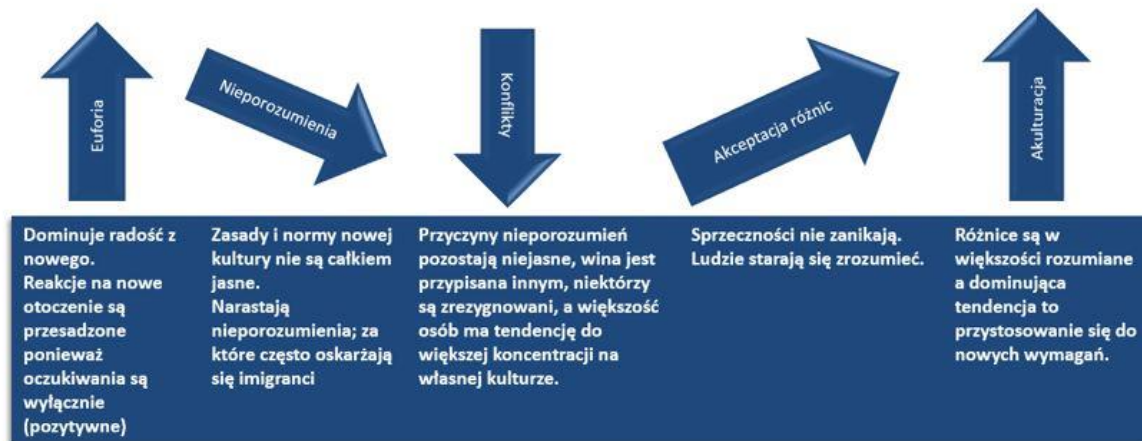 Euforia
Nieporozumienia
Konflikty
Akceptacja różnic
Akulturacja
Dominuje radość z
nowego.
Reakcje na nowe
otoczenie są
przesadzone
ponieważ
oczukiwania są
wyłącznie
(pozytywne)
Zasady i normy nowej
kultury nie są całkiem
jasne.
Narastają
nieporozumienia; za
które często oskarżają
się imigranci
Przyczyny nieporozumień
pozostają niejasne, wina jest
przypisana innym, niektórzy
są zrezygnowani, a większość
osób ma tendencję do
większej koncentracji na
własnej kulturze.
Sprzeczności nie zanikają.
Ludzie starają się zrozumieć.
Różnice są w
większości rozumiane
a dominująca
tendencja to
przystosowanie się do
nowych wymagań.